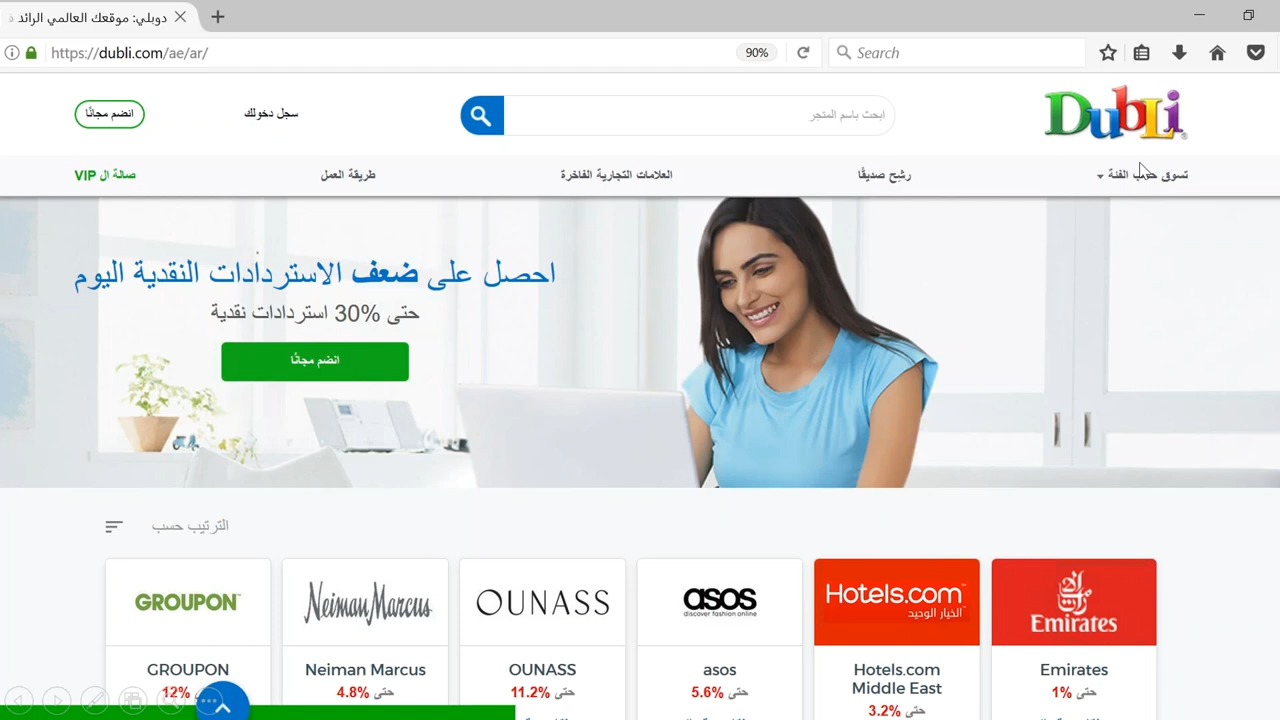 دوبلي: موقعك العالمي الرائد
https://dubli.com/ae/ar/
90%
Search
DubLi
ابحث باسم المتجر
سجل دخولك
انضم مجانًا
تسوق حسب الفئة
رشِح صديقًا
العلامات التجارية الفاخرة
طريقة العمل
صالة ال VIP
احصل على ضعف الاستردادات النقدية اليوم
حتى 30% استردادات نقدية
انضم مجانًا
الترتيب حسب
Emirates
Hotels.com
الخيار الوحيد
asos
discover fashion online
OUNASS
Neiman Marcus
GROUPON
Emirates
حتى 1%
Hotels.com
Middle East
حتى 3.2%
asos
حتى 5.6%
OUNASS
حتى 11.2%
Neiman Marcus
حتى 4.8%
GROUPON
حتى 12%